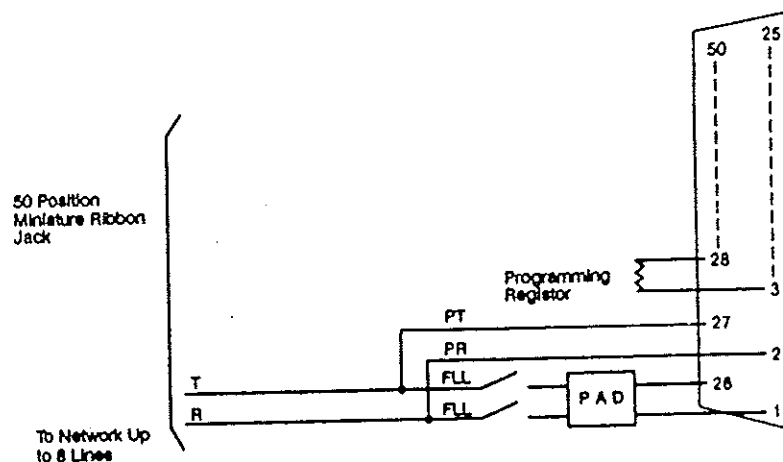 25
50
50 Position
Miniature Ribbon
Jack
28
Programming
Registor
3
PT
27
PR
2
T
FLL
26
PAD
R
FLL
1
To Network Up
to 8 Lines